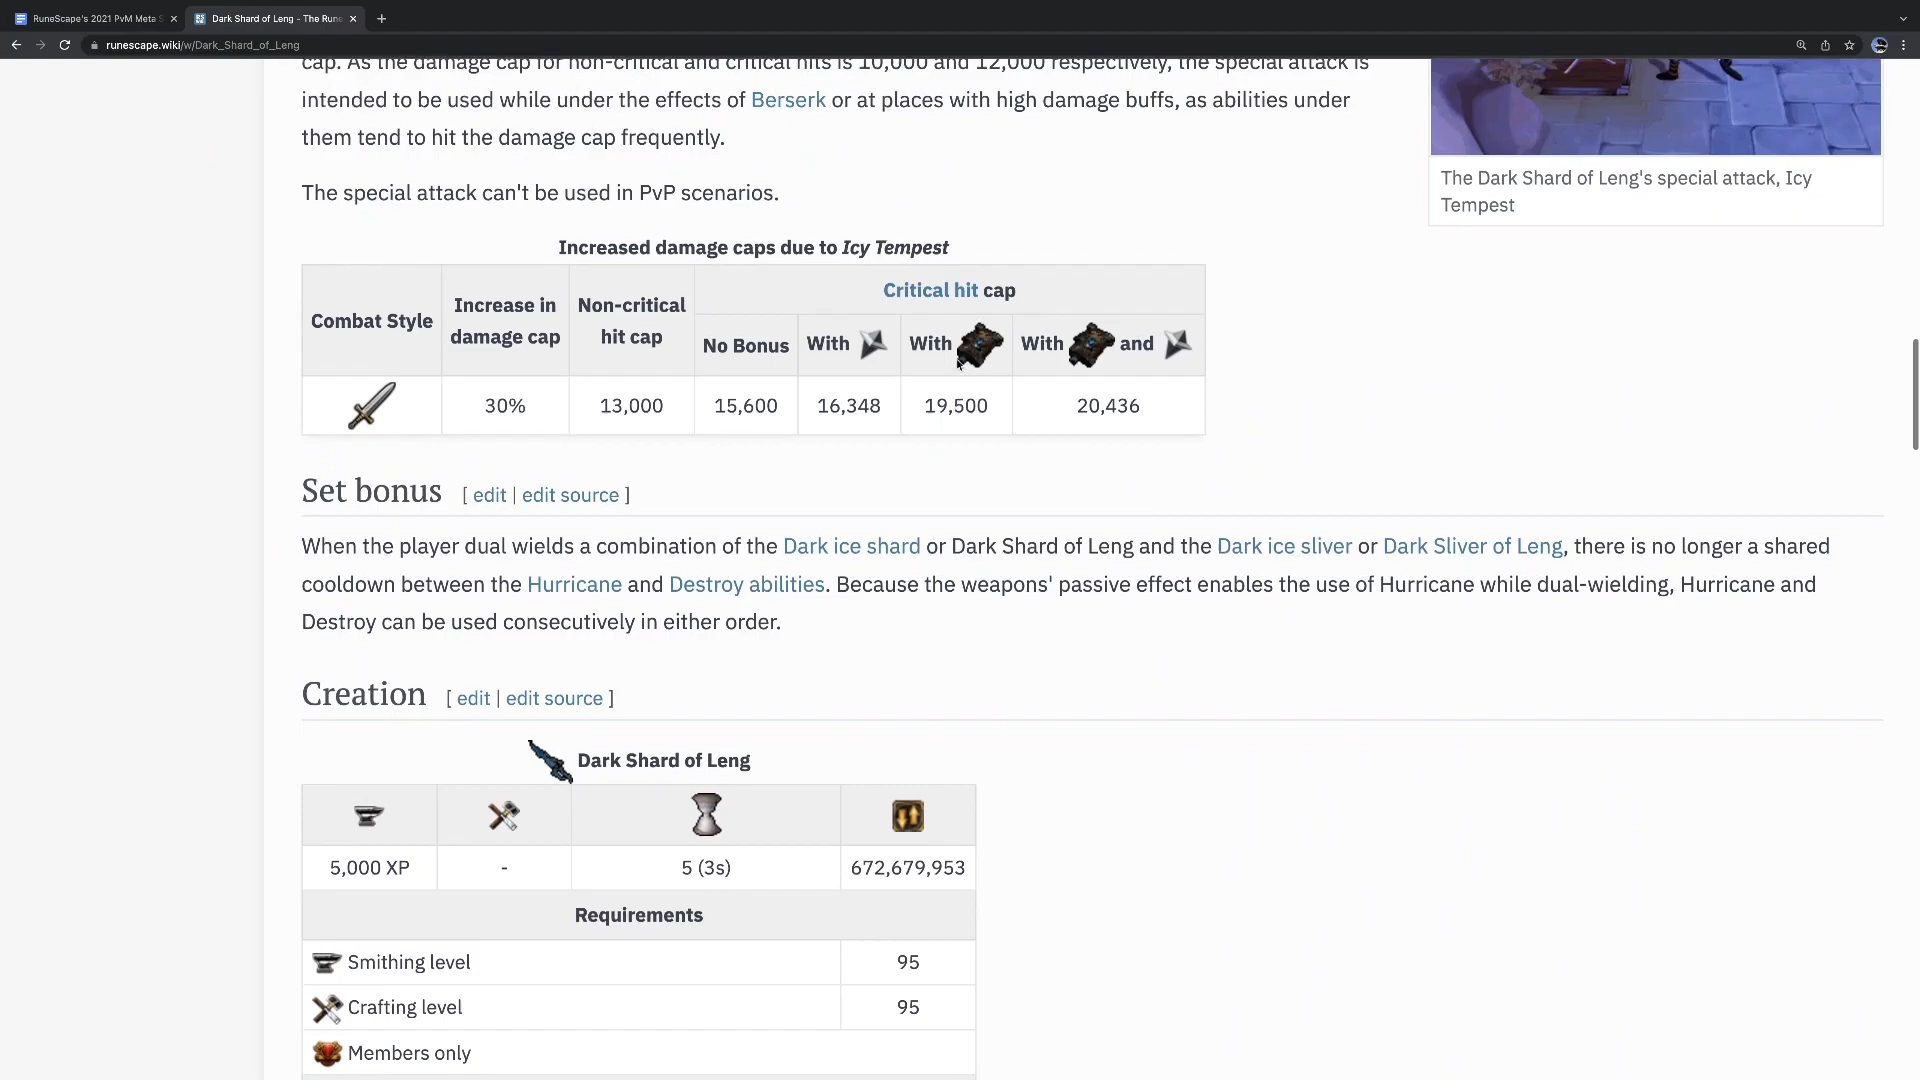 RuneScape's 2021 PvM Meta S
Dark Shard of Leng - The Rune
runescape.wiki/w/Dark_Shard_of_Leng
cap. As the damage cap for non-critical and critical hits is 10,000 and 12,000 respectively, the special attack is
intended to be used while under the effects of Berserk or at places with high damage buffs, as abilities under
them tend to hit the damage cap frequently.
The special attack can't be used in PvP scenarios.
The Dark Shard of Leng's special attack, Icy
Tempest
Increased damage caps due to Icy Tempest
Combat Style
Increase in
damage cap
Non-critical
hit cap
Critical hit cap
No Bonus
With
With
With and
30%
13,000
15,600
16,348
19,500
20,436
Set bonus [ edit | edit source ]
When the player dual wields a combination of the Dark ice shard or Dark Shard of Leng and the Dark ice sliver or Dark Sliver of Leng, there is no longer a shared
cooldown between the Hurricane and Destroy abilities. Because the weapons' passive effect enables the use of Hurricane while dual-wielding, Hurricane and
Destroy can be used consecutively in either order.
Creation [ edit | edit source ]
Dark Shard of Leng
5,000 XP
-
5 (3s)
672,679,953
Requirements
Smithing level 95
Crafting level 95
Members only